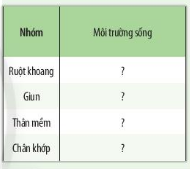 Nhóm Môi trường sống
Ruột khoang ?
Giun ?
Thân mềm ?
Chân khớp ?